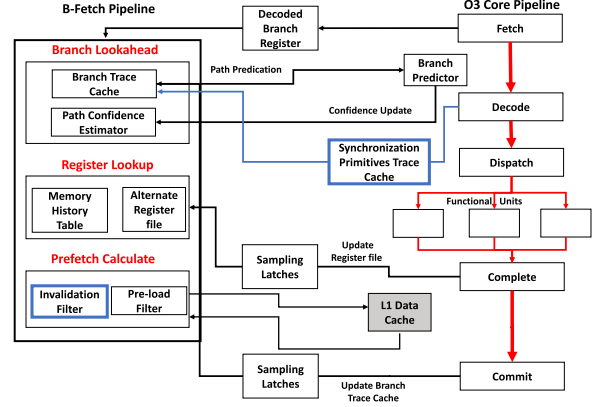 B-Fetch Pipeline
O3 Core Pipeline
Decoded
Branch
Register
Fetch
Branch Lookahead
Branch Trace
Cache
Path Predication
Branch
Predictor
Path Confidence
Estimator
Confidence Update
Decode
Synchronization
Primitives Trace
Cache
Dispatch
Register Lookup
Memory
History
Table
Alternate
Register
file
Functional Units
Update
Register file
Sampling
Latches
Complete
Prefetch Calculate
Invalidation
Filter
Pre-load
Filter
L1 Data
Cache
Sampling
Latches
Update Branch
Trace Cache
Commit